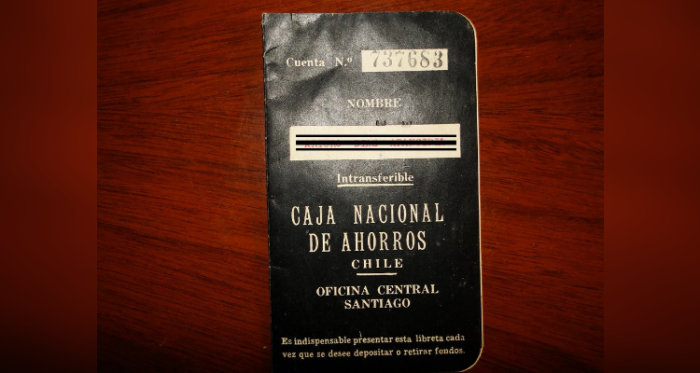 Cuenta N.º 737683
NOMBRE
Intransferible
CAJA NACIONAL
DE AHORROS
CHILE
OFICINA CENTRAL
SANTIAGO
Es indispensable presentar esta libreta cada
vez que se desee depositar o retirar fondos.